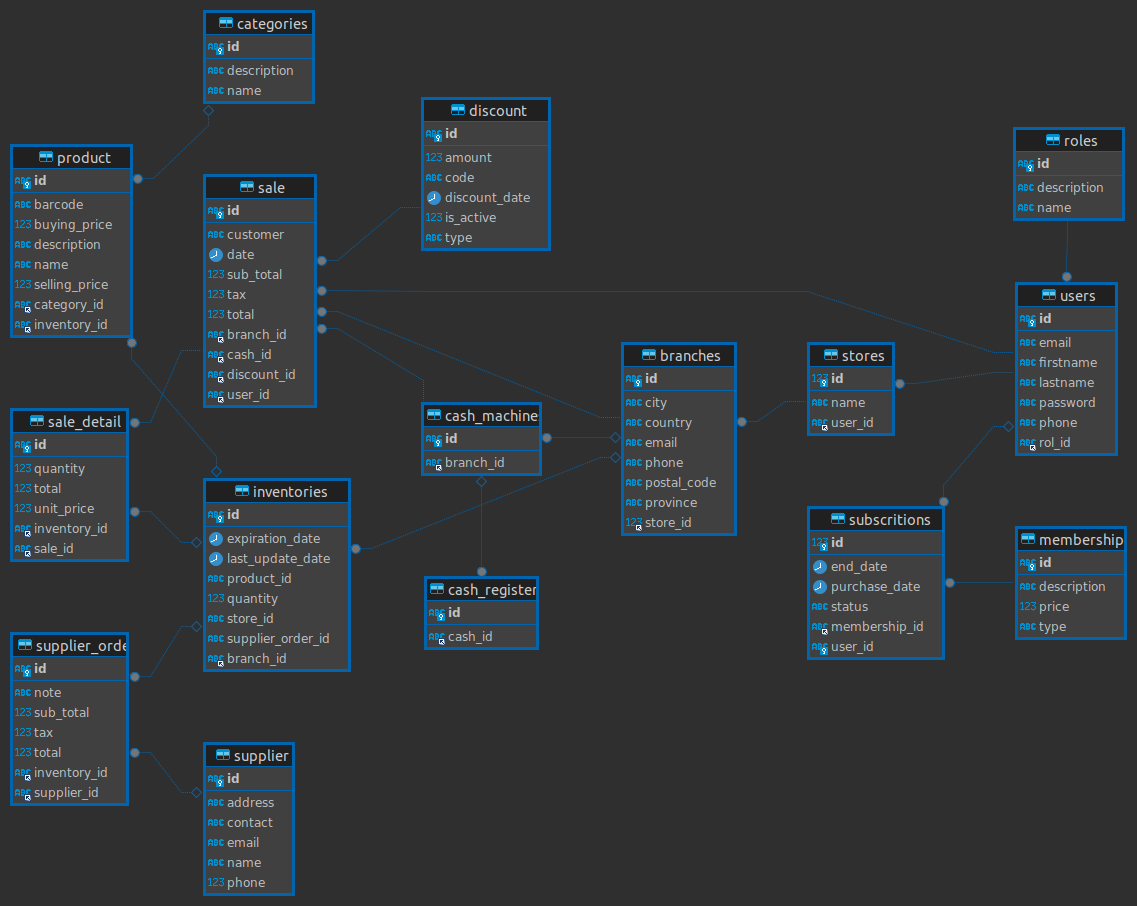 categories
id
description
name
discount
id
amount
code
discount_date
is_active
type
roles
id
description
name
product
id
barcode
buying_price
description
name
selling_price
category_id
inventory_id
sale
id
customer
date
sub_total
tax
total
branch_id
cash_id
discount_id
user_id
users
id
email
firstname
lastname
password
phone
rol_id
branches
id
city
country
email
phone
postal_code
province
store_id
stores
id
name
user_id
cash_machine
id
branch_id
sale_detail
id
quantity
total
unit_price
inventory_id
sale_id
inventories
id
expiration_date
last_update_date
product_id
quantity
store_id
supplier_order_id
branch_id
subscritions
id
end_date
purchase_date
status
membership_id
user_id
membership
id
description
price
type
cash_register
id
cash_id
supplier_orde
id
note
sub_total
tax
total
inventory_id
supplier_id
supplier
id
address
contact
email
name
phone